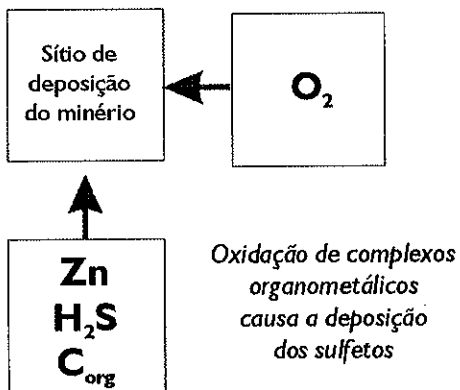 Sítio de
deposição
do minério
O₂
Zn
H₂S
C_org
Oxidação de complexos
organometálicos
causa a deposição
dos sulfetos